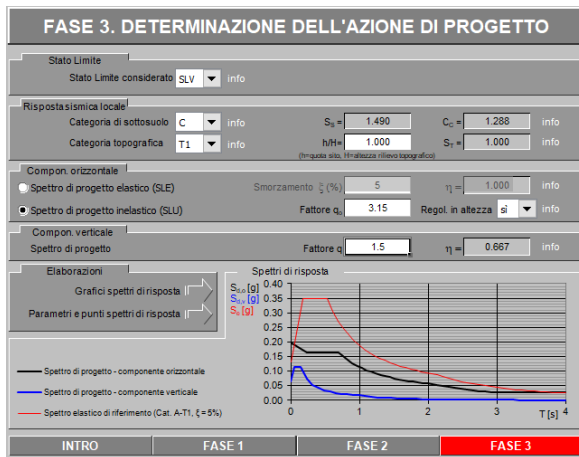 FASE 3. DETERMINAZIONE DELL'AZIONE DI PROGETTO
Stato Limite
Stato Limite considerato SLV info
Risposta sismica locale
Categoria di sottosuolo C info SS = 1.490 CC = 1.288 info
Categoria topografica T1 info h/H= 1.000 ST = 1.000 info
(h=quota sito, H=altezza rilievo topografico)
Compon. orizzontale
Spettro di progetto elastico (SLE) Smorzamento ξ (%) 5 η = 1.000 info
Spettro di progetto inelastico (SLU) Fattore qo 3.15 Regol. in altezza sì info
Compon. verticale
Spettro di progetto Fattore q 1.5 η = 0.667 info
Elaborazioni
Grafici spettri di risposta
Parametri e punti spettri di risposta
Spettri di risposta
Sd,o [g]
Sd,v [g]
Se [g]
0.40
0.35
0.30
0.25
0.20
0.15
0.10
0.05
0.00
0 1 2 3 4
T [s]
Spettro di progetto - componente orizzontale
Spettro di progetto - componente verticale
Spettro elastico di riferimento (Cat. A-T1, ξ = 5%)
INTRO FASE 1 FASE 2 FASE 3